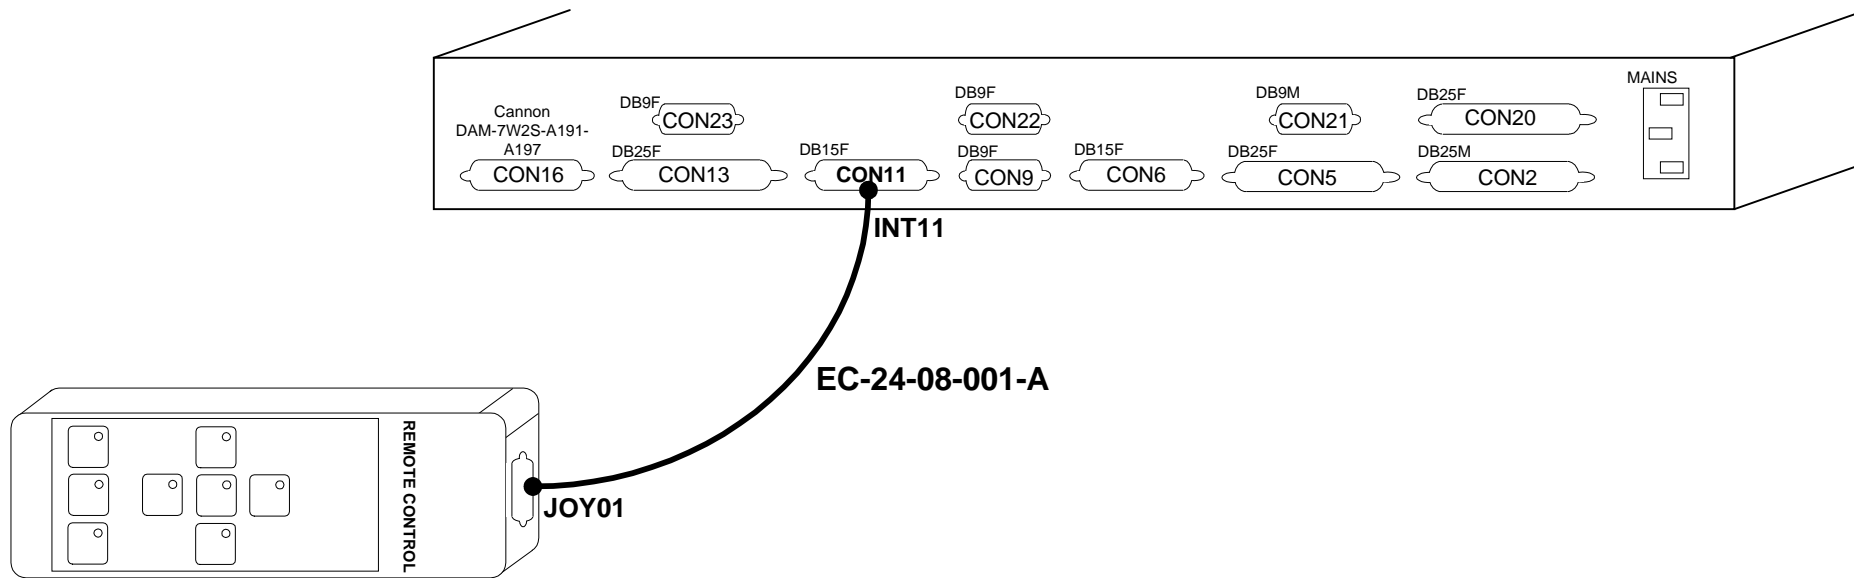 MAINS
Cannon
DAM-7W2S-A191-
A197
CON16
DB9F
CON23
DB25F
CON13
DB15F
CON11
DB9F
CON22
DB9F
CON9
DB15F
CON6
DB9M
CON21
DB25F
CON5
DB25F
CON20
DB25M
CON2
INT11
EC-24-08-001-A
JOY01
REMOTE CONTROL